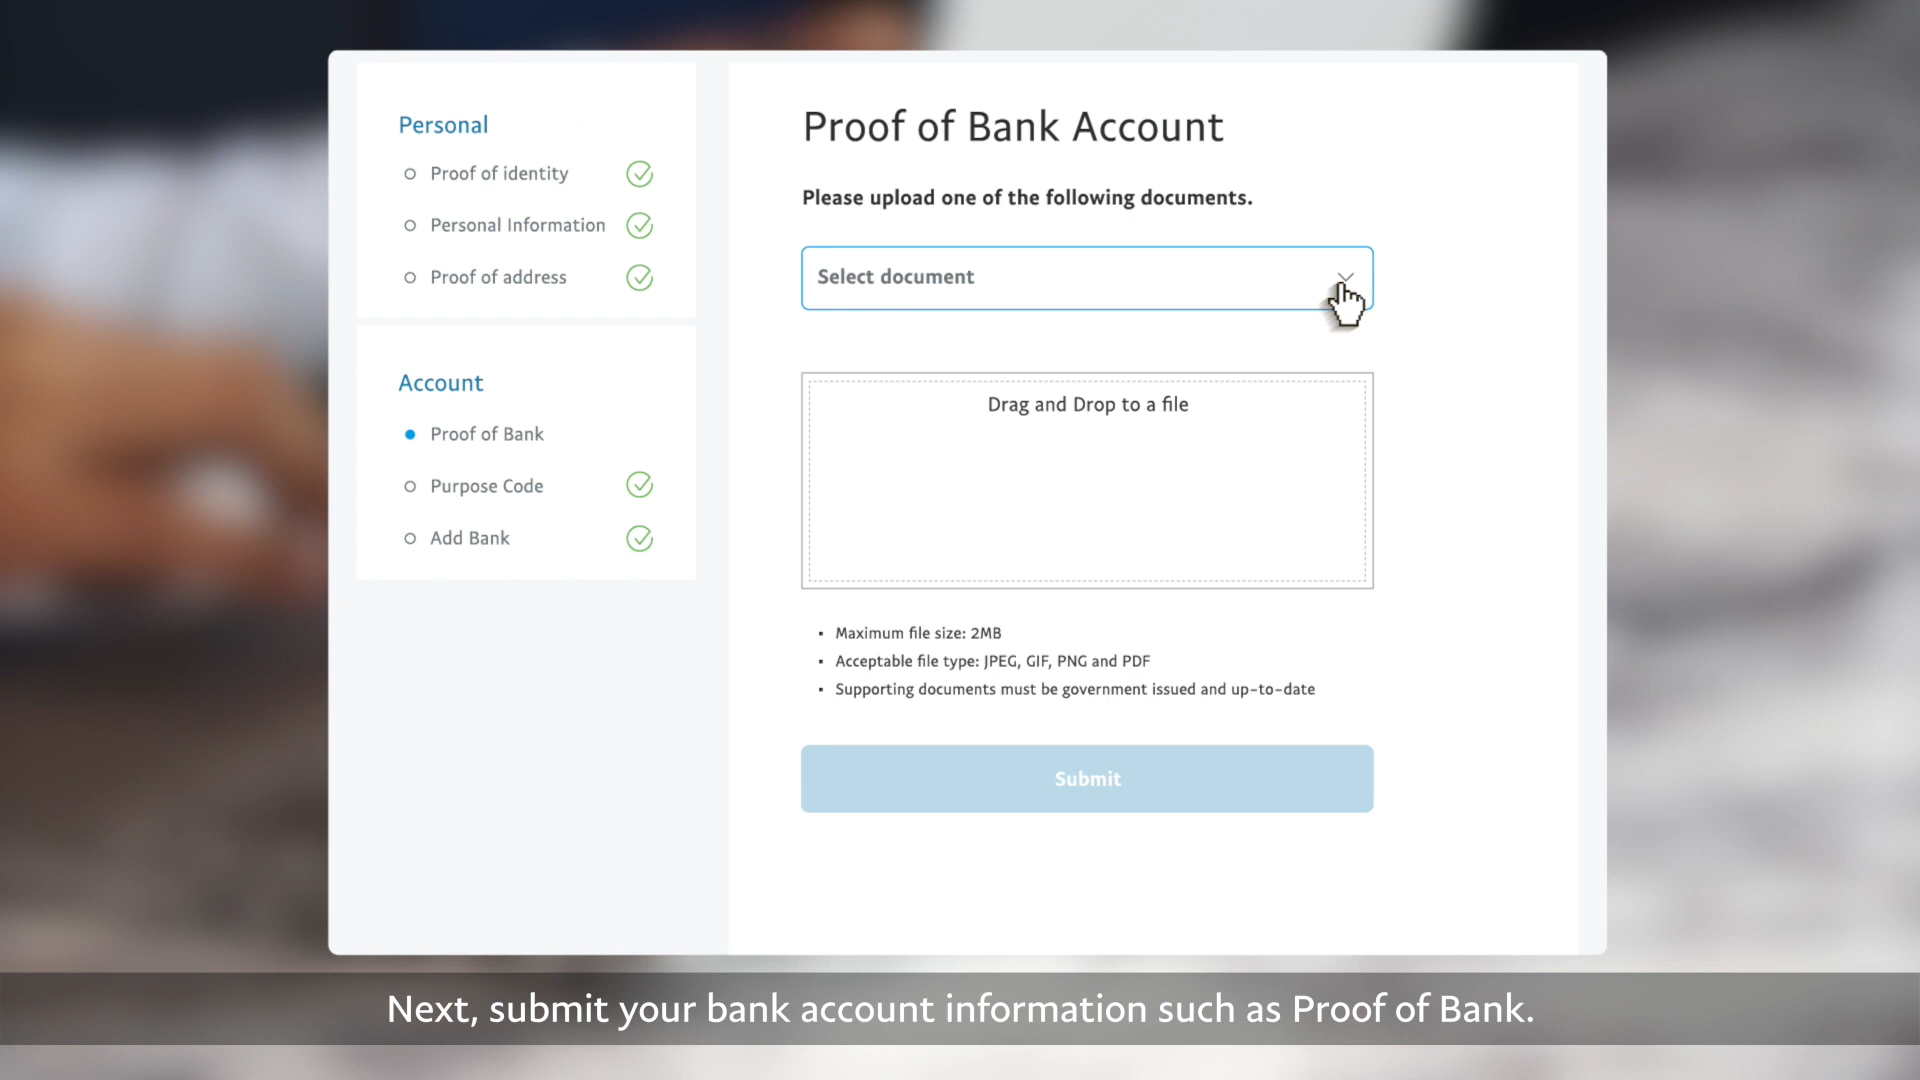 Personal
Proof of identity
Personal Information
Proof of address
Account
Proof of Bank
Purpose Code
Add Bank
Proof of Bank Account
Please upload one of the following documents.
Select document
Drag and Drop to a file
Maximum file size: 2MB
Acceptable file type: JPEG, GIF, PNG and PDF
Supporting documents must be government issued and up-to-date
Submit
Next, submit your bank account information such as Proof of Bank.